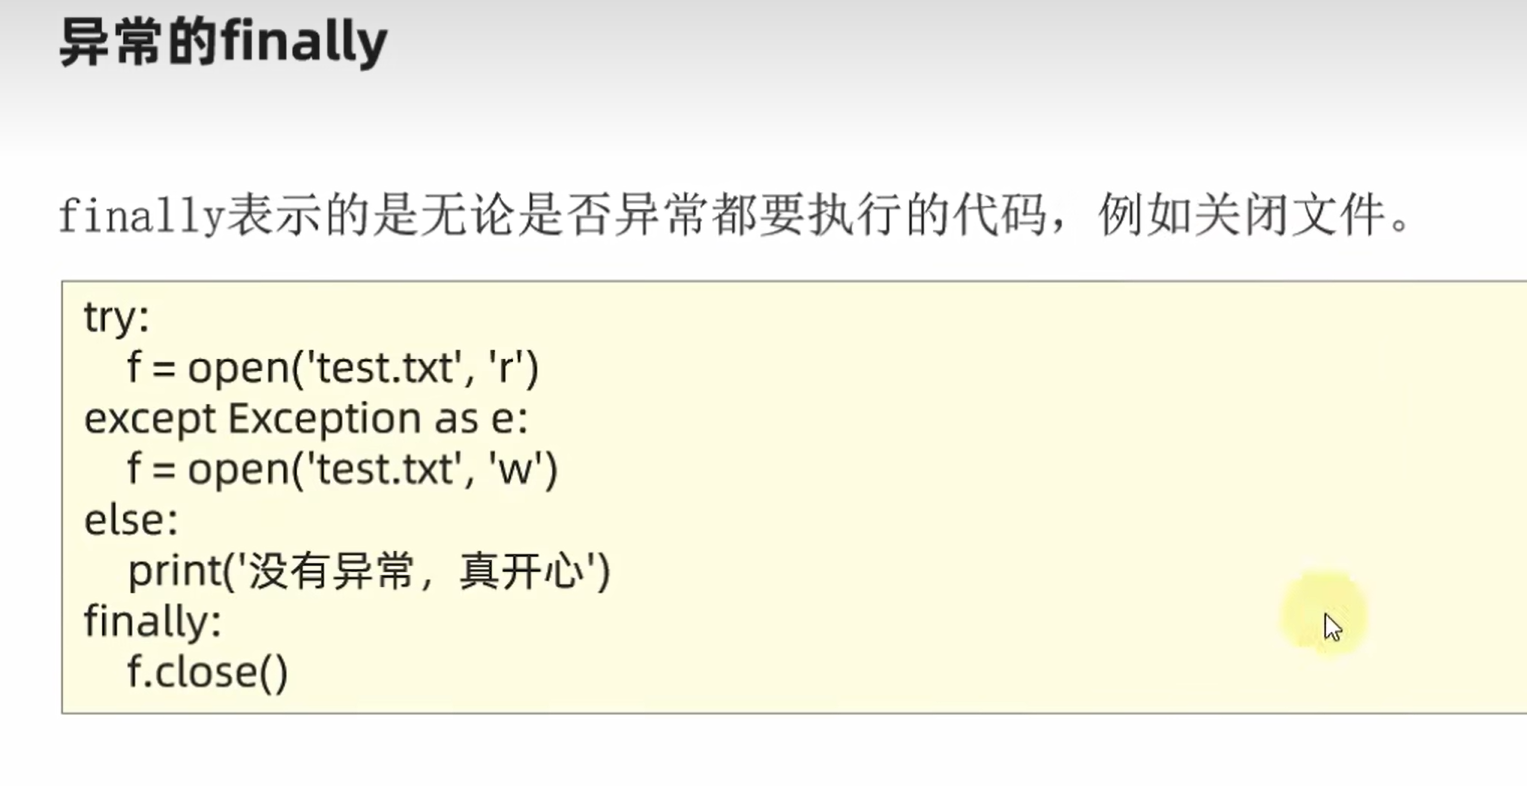 异常的finally
finally表示的是无论是否异常都要执行的代码，例如关闭文件。
try:
    f = open('test.txt', 'r')
except Exception as e:
    f = open('test.txt', 'w')
else:
    print('没有异常，真开心')
finally:
    f.close()